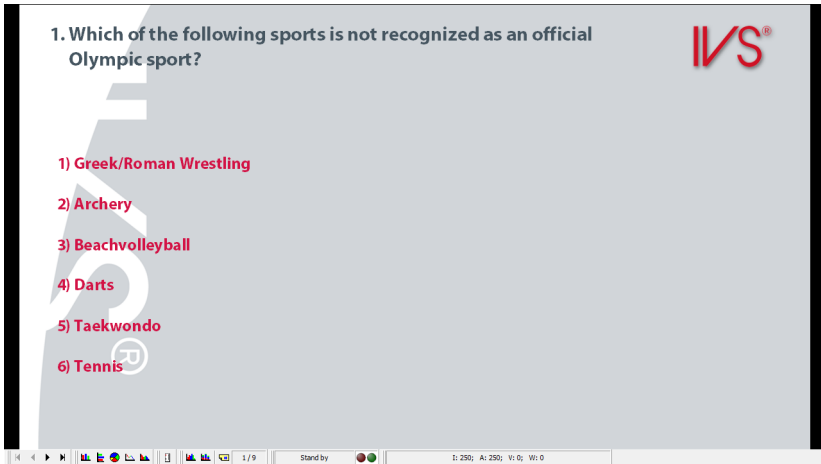 1. Which of the following sports is not recognized as an official
Olympic sport?
IVS®
1) Greek/Roman Wrestling
2) Archery
3) Beachvolleyball
4) Darts
5) Taekwondo
6) Tennis
IVS®
1 / 9
Stand by
I: 250; A: 250; V: 0; W: 0